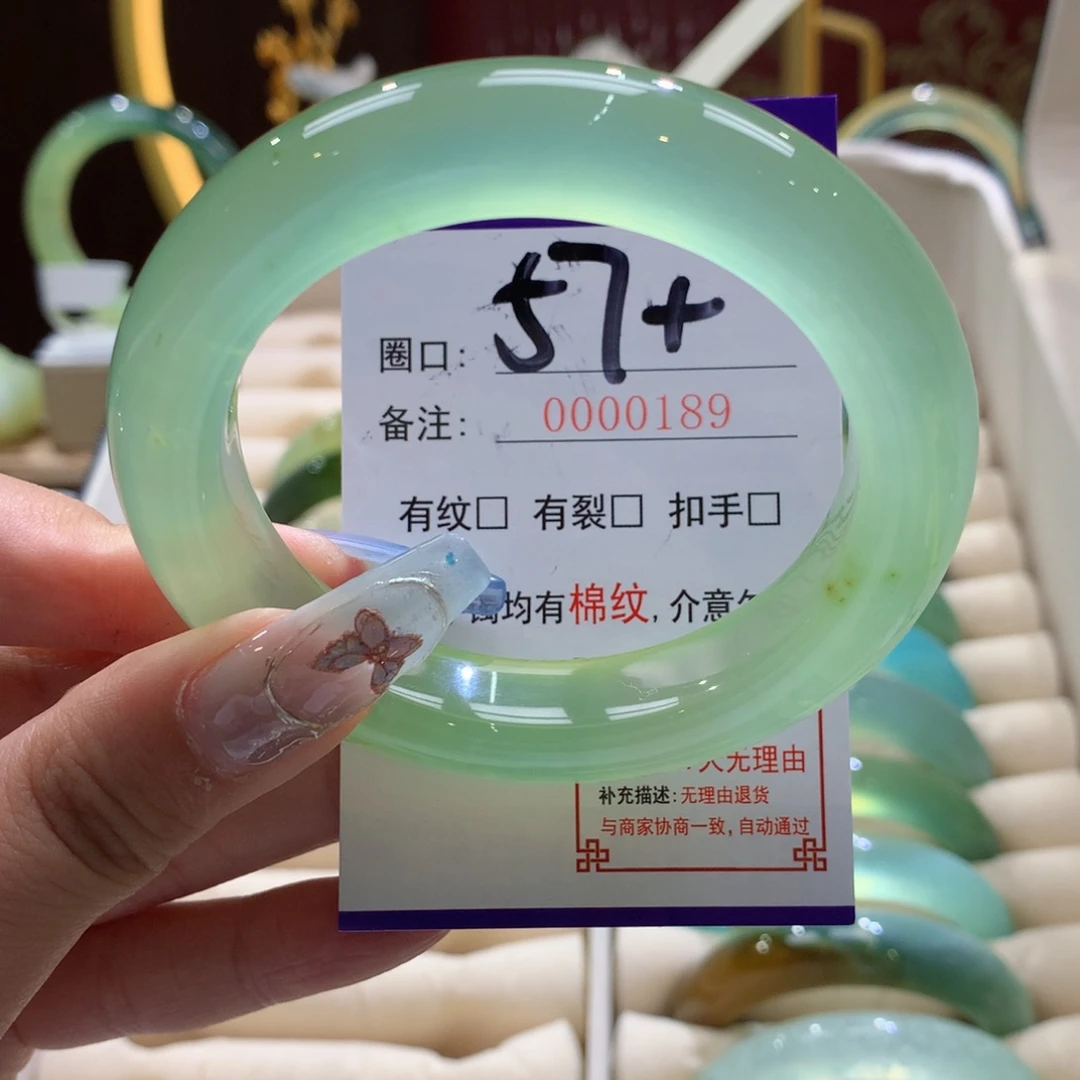 圈口: 57+
备注: 0000189
有纹□ 有裂□ 扣手□
镯均有棉纹,介意
天无理由
补充描述:无理由退货
与商家协商一致,自动通过